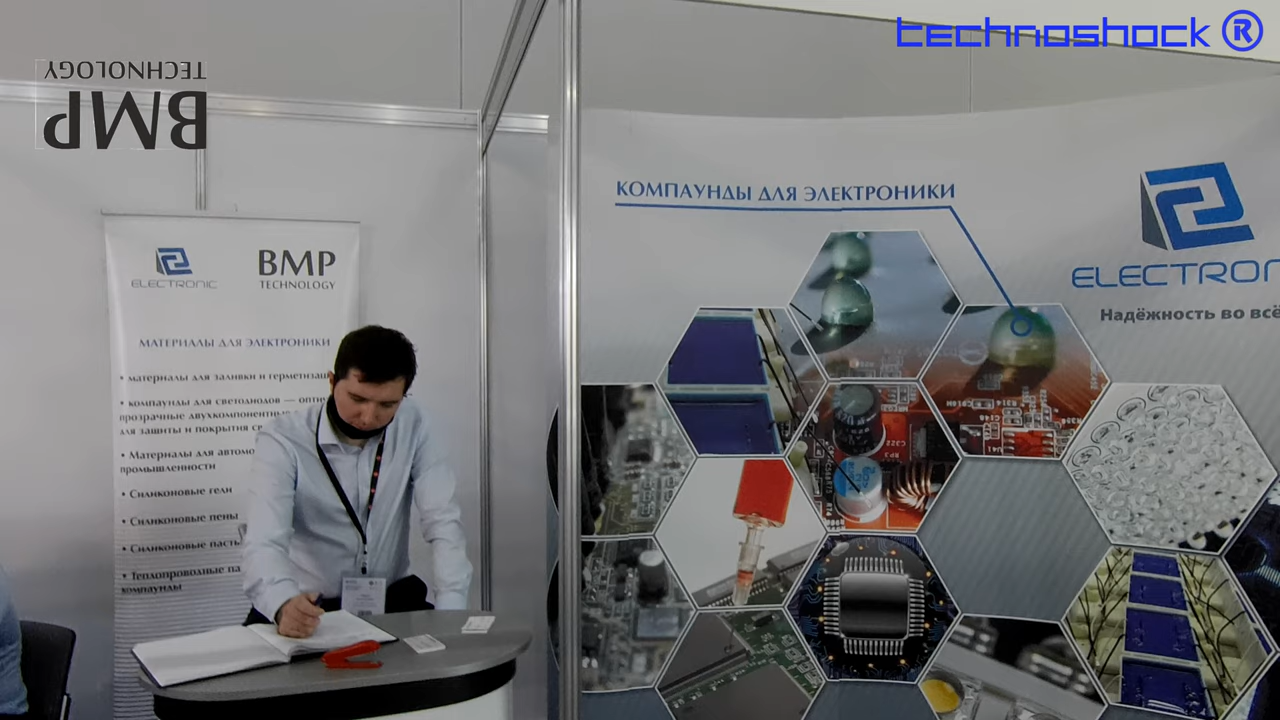 technoshock ®
BMP
TECHNOLOGY
ELECTRONIC
BMP
TECHNOLOGY
МАТЕРИАЛЫ ДЛЯ ЭЛЕКТРОНИКИ
• материалы для заливки и герметизац
• компаунды для светодиодов — опти
прозрачные двухкомпонентные
для защиты и покрытия св
• Материалы для автомо
промышленности
• Силиконовые гели
• Силиконовые пены
• Силиконовые пасты
• Теплопроводные па
компаунды
КОМПАУНДЫ ДЛЯ ЭЛЕКТРОНИКИ
ELECTRON
Надёжность во всё